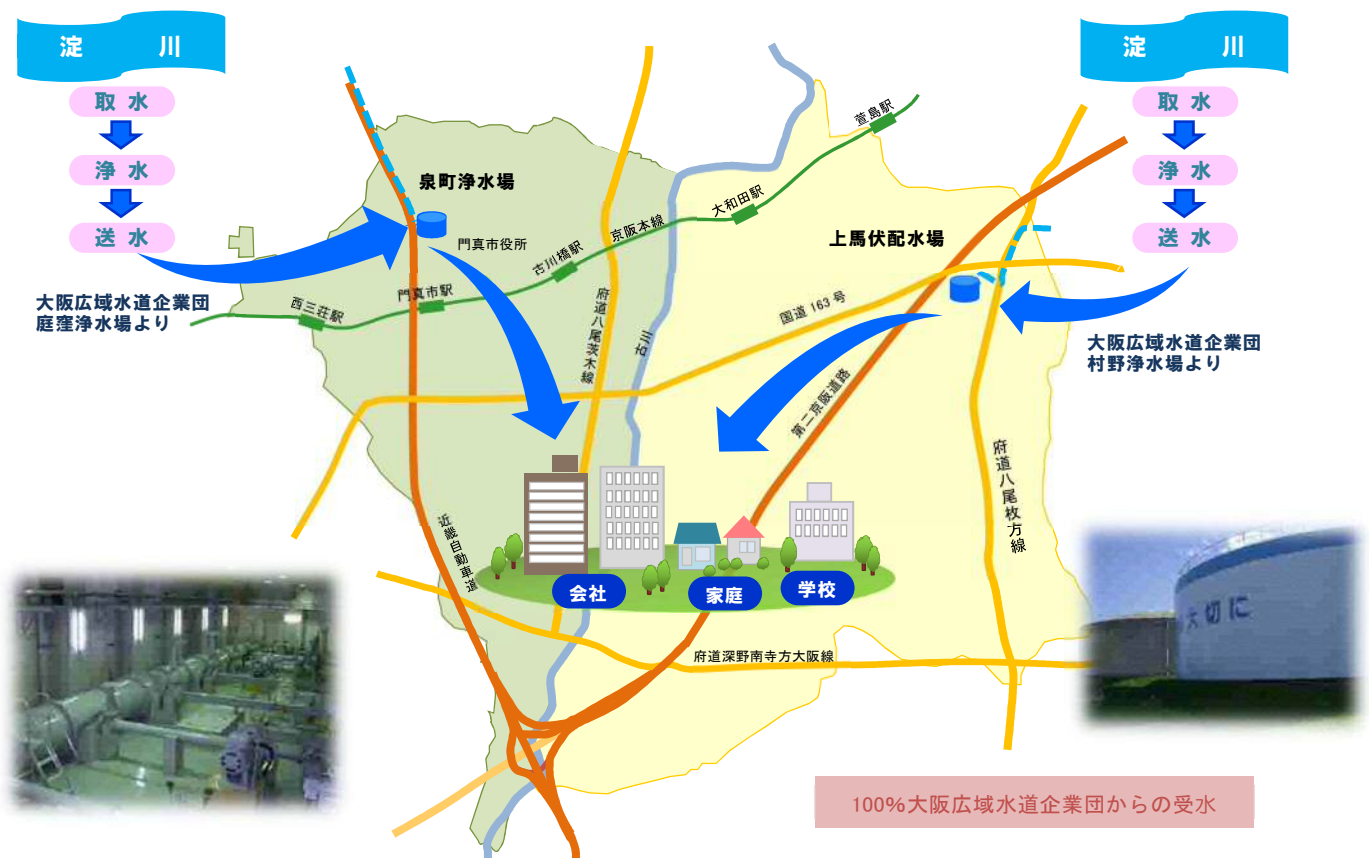 淀 川
取 水
浄 水
送 水
大阪広域水道企業団
庭窪浄水場より
淀 川
取 水
浄 水
送 水
大阪広域水道企業団
村野浄水場より
泉町浄水場
門真市役所
上馬伏配水場
萱島駅
大和田駅
京阪本線
古川橋駅
門真市駅
西三荘駅
府道八尾茨木線
国道 163 号
第二京阪道路
府道八尾枚方線
近畿自動車道
会社
家庭
学校
府道深野南寺方大阪線
大切に
100%大阪広域水道企業団からの受水